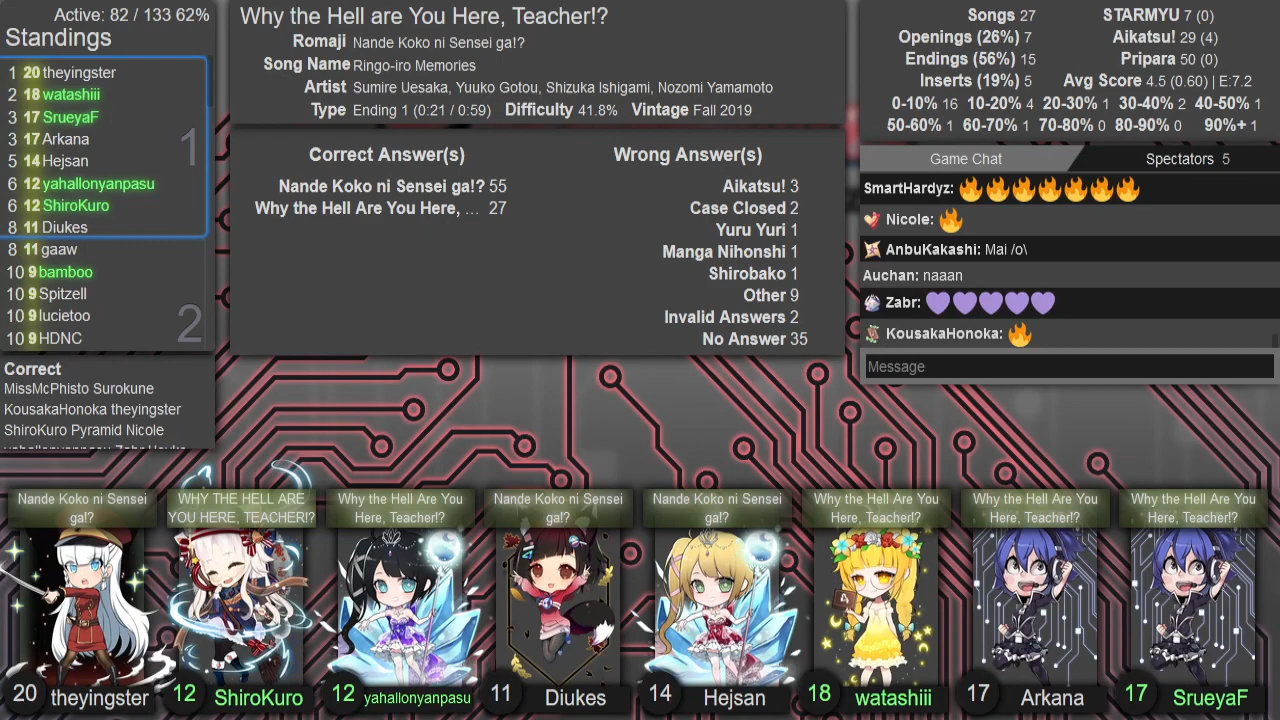 Active: 82 / 133 62%
Standings
1 20 theyingster
2 18 watashiii
3 17 SrueyaF
3 17 Arkana
5 14 Hejsan
6 12 yahallonyanpasu
6 12 ShiroKuro
8 11 Diukes
8 11 gaaw
10 9 bamboo
10 9 Spitzell
10 9 lucietoo
10 9 HDNC
1
2
Correct
MissMcPhisto Surokune
KousakaHonoka theyingster
ShiroKuro Pyramid Nicole
Why the Hell are You Here, Teacher!?
Romaji Nande Koko ni Sensei ga!?
Song Name Ringo-iro Memories
Artist Sumire Uesaka, Yuuko Gotou, Shizuka Ishigami, Nozomi Yamamoto
Type Ending 1 (0:21 / 0:59) Difficulty 41.8% Vintage Fall 2019
Correct Answer(s)
Nande Koko ni Sensei ga!? 55
Why the Hell Are You Here, ... 27
Wrong Answer(s)
Aikatsu! 3
Case Closed 2
Yuru Yuri 1
Manga Nihonshi 1
Shirobako 1
Other 9
Invalid Answers 2
No Answer 35
Songs 27 STARMYU 7 (0)
Openings (26%) 7 Aikatsu! 29 (4)
Endings (56%) 15 Pripara 50 (0)
Inserts (19%) 5 Avg Score 4.5 (0.60) | E:7.2
0-10% 16 10-20% 4 20-30% 1 30-40% 2 40-50% 1
50-60% 1 60-70% 1 70-80% 0 80-90% 0 90%+ 1
Game Chat Spectators 5
SmartHardyz: 🔥🔥🔥🔥🔥🔥🔥
Nicole: 🔥
AnbuKakashi: Mai /o\
Auchan: naaan
Zabr: 💜💜💜💜💜
KousakaHonoka: 🔥
Message
Nande Koko ni Sensei
ga!?
WHY THE HELL ARE
YOU HERE, TEACHER!?
Why the Hell Are You
Here, Teacher!?
Nande Koko ni Sensei
ga!?
Nande Koko ni Sensei
ga!?
Why the Hell Are You
Here, Teacher!?
Why the Hell Are You
Here, Teacher!?
Why the Hell Are You
Here, Teacher!?
20 theyingster
12 ShiroKuro
12 yahallonyanpasu
11 Diukes
14 Hejsan
18 watashiii
17 Arkana
17 SrueyaF